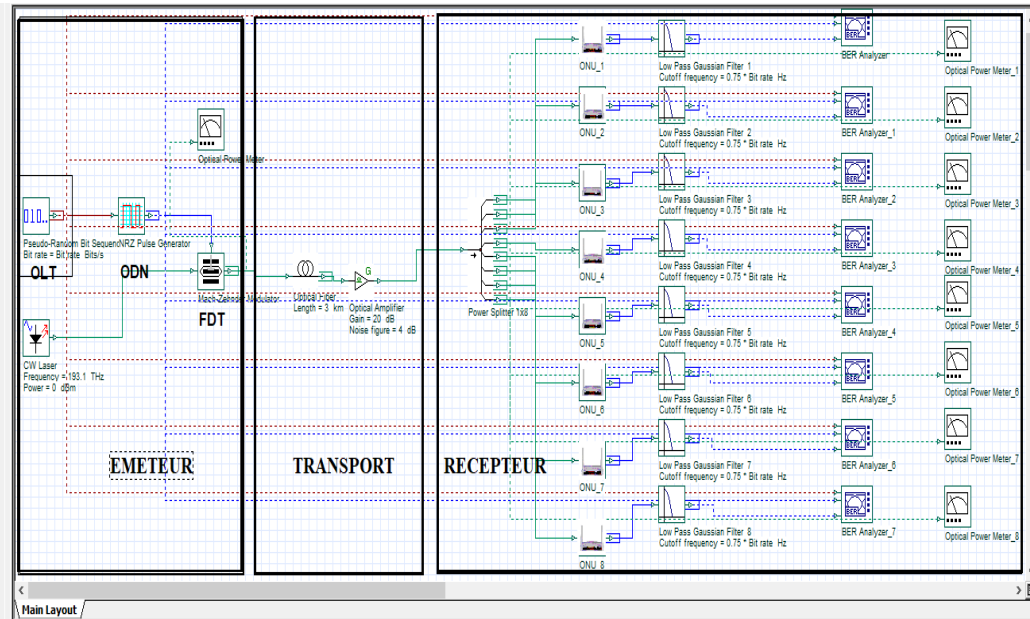 ONU_1
Low Pass Gaussian Filter 1
Cutoff frequency = 0.75 * Bit rate Hz
BER Analyzer
Optical Power Meter_1
ONU_2
Low Pass Gaussian Filter 2
Cutoff frequency = 0.75 * Bit rate Hz
BER Analyzer_1
Optical Power Meter_2
Optical Power Meter
ONU_3
Low Pass Gaussian Filter 3
Cutoff frequency = 0.75 * Bit rate Hz
BER Analyzer_2
Optical Power Meter_3
010..
Pseudo-Random Bit Sequenc
NRZ Pulse Generator
Bit rate = Bit rate Bits/s
OLT
ODN
Mach-Zehnder Modulator
FDT
Optical Fiber
Length = 3 km
G
Optical Amplifier
Gain = 20 dB
Noise figure = 4 dB
Power Splitter 1x8
ONU_4
Low Pass Gaussian Filter 4
Cutoff frequency = 0.75 * Bit rate Hz
BER Analyzer_3
Optical Power Meter_4
ONU_5
Low Pass Gaussian Filter 5
Cutoff frequency = 0.75 * Bit rate Hz
BER Analyzer_4
Optical Power Meter_5
CW Laser
Frequency = 193.1 THz
Power = 0 dBm
ONU_6
Low Pass Gaussian Filter 6
Cutoff frequency = 0.75 * Bit rate Hz
BER Analyzer_5
Optical Power Meter_6
EMETEUR
TRANSPORT
RECEPTEUR
ONU_7
Low Pass Gaussian Filter 7
Cutoff frequency = 0.75 * Bit rate Hz
BER Analyzer_6
Optical Power Meter_7
ONU_8
Low Pass Gaussian Filter 8
Cutoff frequency = 0.75 * Bit rate Hz
BER Analyzer_7
Optical Power Meter_8
Main Layout